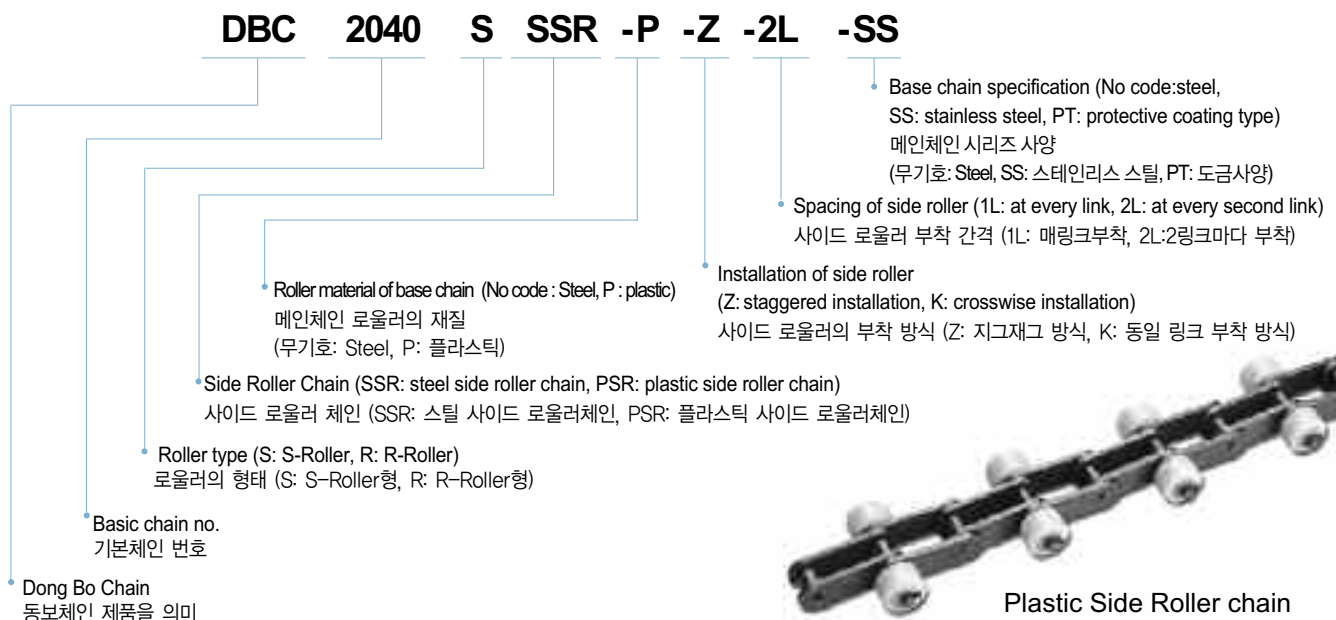 DBC 2040 S SSR -P -Z -2L -SS
Base chain specification (No code:steel,
SS: stainless steel, PT: protective coating type)
메인체인 시리즈 사양
(무기호: Steel, SS: 스테인리스 스틸, PT: 도금사양)
Spacing of side roller (1L: at every link, 2L: at every second link)
사이드 로울러 부착 간격 (1L: 매링크부착, 2L:2링크마다 부착)
Installation of side roller
(Z: staggered installation, K: crosswise installation)
사이드 로울러의 부착 방식 (Z: 지그재그 방식, K: 동일 링크 부착 방식)
Roller material of base chain (No code : Steel, P : plastic)
메인체인 로울러의 재질
(무기호: Steel, P: 플라스틱)
Side Roller Chain (SSR: steel side roller chain, PSR: plastic side roller chain)
사이드 로울러 체인 (SSR: 스틸 사이드 로울러체인, PSR: 플라스틱 사이드 로울러체인)
Roller type (S: S-Roller, R: R-Roller)
로울러의 형태 (S: S-Roller형, R: R-Roller형)
Basic chain no.
기본체인 번호
Dong Bo Chain
동보체인 제품을 의미
Plastic Side Roller chain